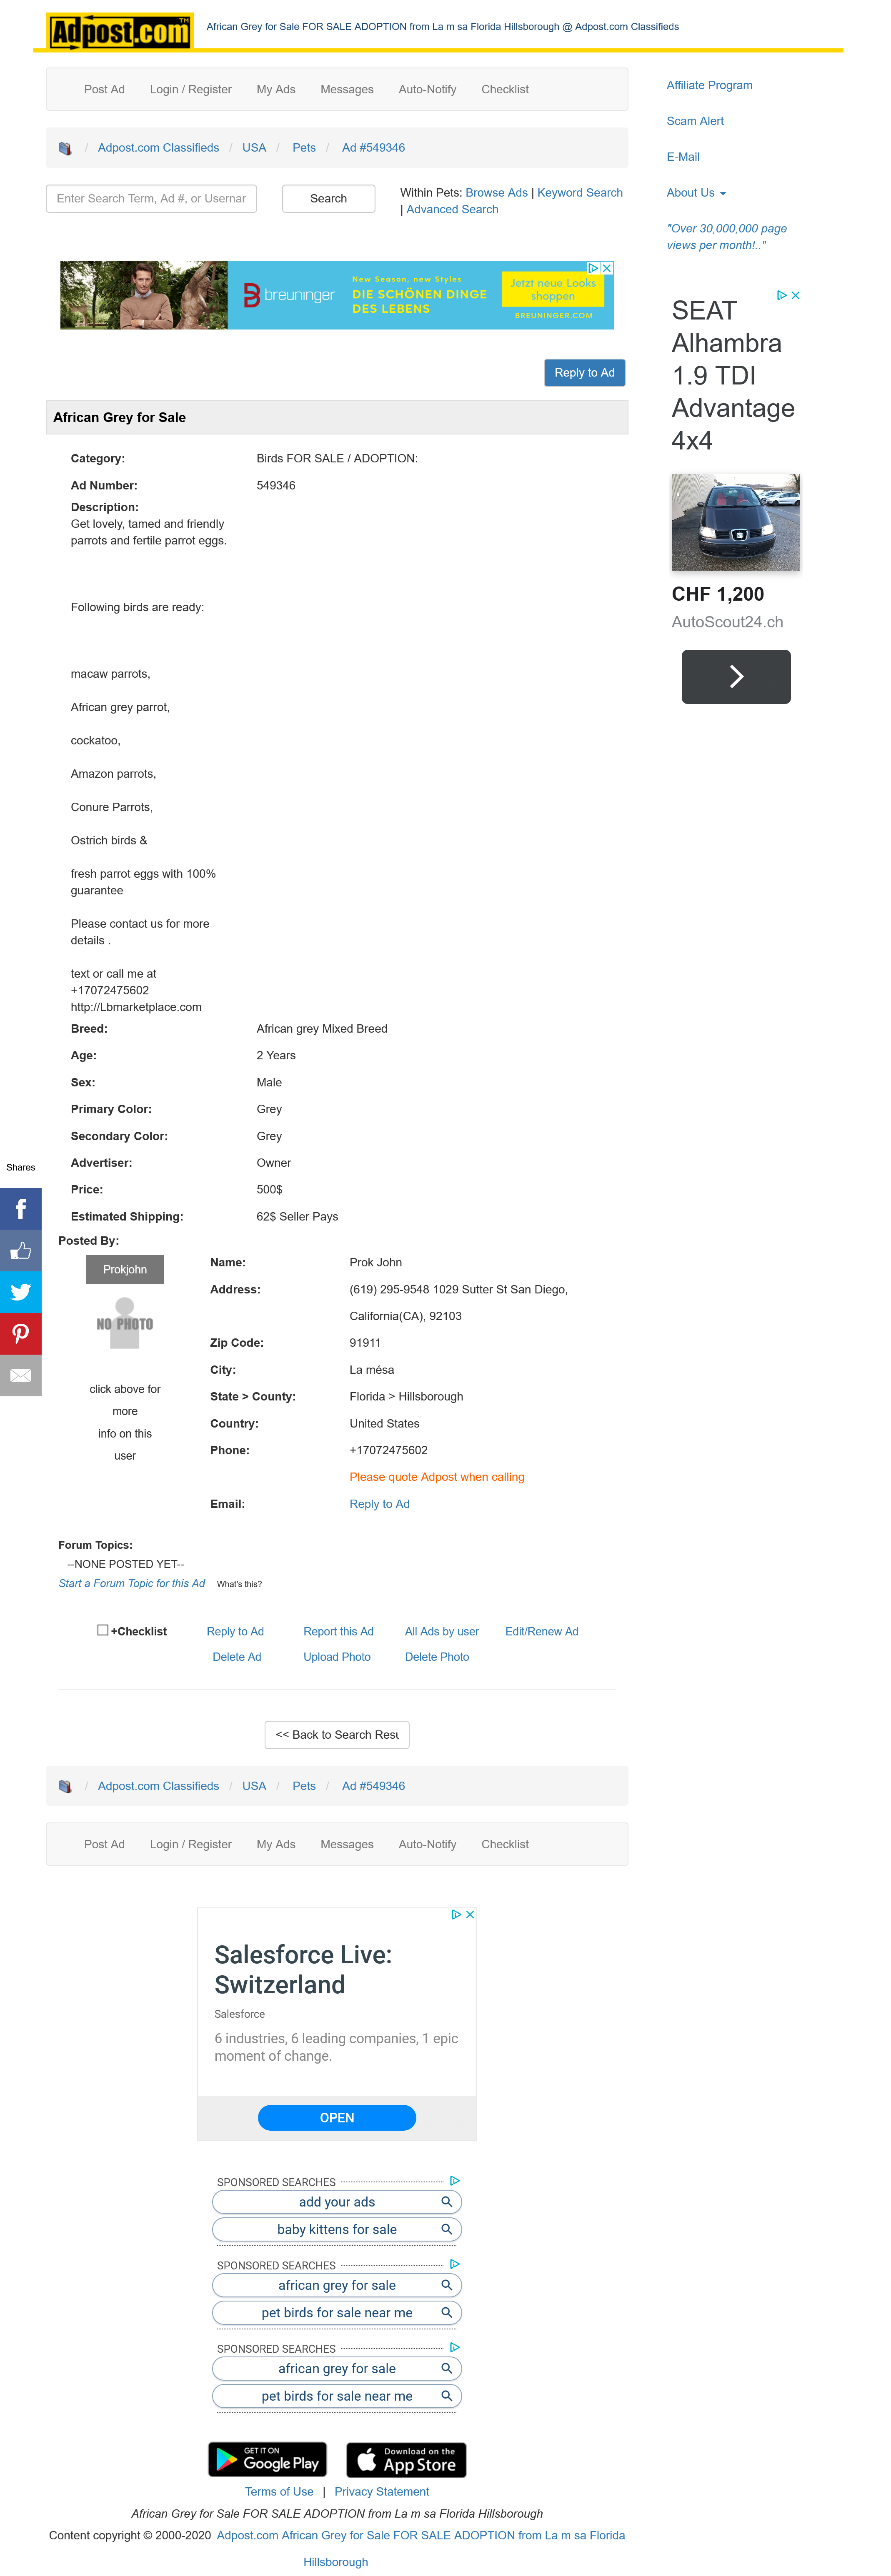 Adpost.com TM
African Grey for Sale FOR SALE ADOPTION from La m sa Florida Hillsborough @ Adpost.com Classifieds
Post Ad Login / Register My Ads Messages Auto-Notify Checklist
/ Adpost.com Classifieds / USA / Pets / Ad #549346
Enter Search Term, Ad #, or Usernar
Search
Within Pets: Browse Ads | Keyword Search
| Advanced Search
Affiliate Program
Scam Alert
E-Mail
About Us
"Over 30,000,000 page
views per month!.."
breuninger
New Season, new Styles
DIE SCHÖNEN DINGE
DES LEBENS
Jetzt neue Looks
shoppen
BREUNINGER.COM
SEAT
Alhambra
1.9 TDI
Advantage
4x4
CHF 1,200
AutoScout24.ch
Reply to Ad
African Grey for Sale
Category: Birds FOR SALE / ADOPTION:
Ad Number: 549346
Description:
Get lovely, tamed and friendly
parrots and fertile parrot eggs.
Following birds are ready:
macaw parrots,
African grey parrot,
cockatoo,
Amazon parrots,
Conure Parrots,
Ostrich birds &
fresh parrot eggs with 100%
guarantee
Please contact us for more
details .
text or call me at
+17072475602
http://Lbmarketplace.com
Breed: African grey Mixed Breed
Age: 2 Years
Sex: Male
Primary Color: Grey
Secondary Color: Grey
Advertiser: Owner
Price: 500$
Estimated Shipping: 62$ Seller Pays
Shares
Posted By:
Prokjohn
NO PHOTO
click above for
more
info on this
user
Name: Prok John
Address: (619) 295-9548 1029 Sutter St San Diego,
California(CA), 92103
Zip Code: 91911
City: La mésa
State > County: Florida > Hillsborough
Country: United States
Phone: +17072475602
Please quote Adpost when calling
Email: Reply to Ad
Forum Topics:
--NONE POSTED YET--
Start a Forum Topic for this Ad What's this?
+Checklist Reply to Ad Report this Ad All Ads by user Edit/Renew Ad
Delete Ad Upload Photo Delete Photo
<< Back to Search Resu
/ Adpost.com Classifieds / USA / Pets / Ad #549346
Post Ad Login / Register My Ads Messages Auto-Notify Checklist
Salesforce Live:
Switzerland
Salesforce
6 industries, 6 leading companies, 1 epic
moment of change.
OPEN
SPONSORED SEARCHES
add your ads
baby kittens for sale
SPONSORED SEARCHES
african grey for sale
pet birds for sale near me
SPONSORED SEARCHES
african grey for sale
pet birds for sale near me
GET IT ON
Google Play
Download on the
App Store
Terms of Use | Privacy Statement
African Grey for Sale FOR SALE ADOPTION from La m sa Florida Hillsborough
Content copyright © 2000-2020 Adpost.com African Grey for Sale FOR SALE ADOPTION from La m sa Florida
Hillsborough